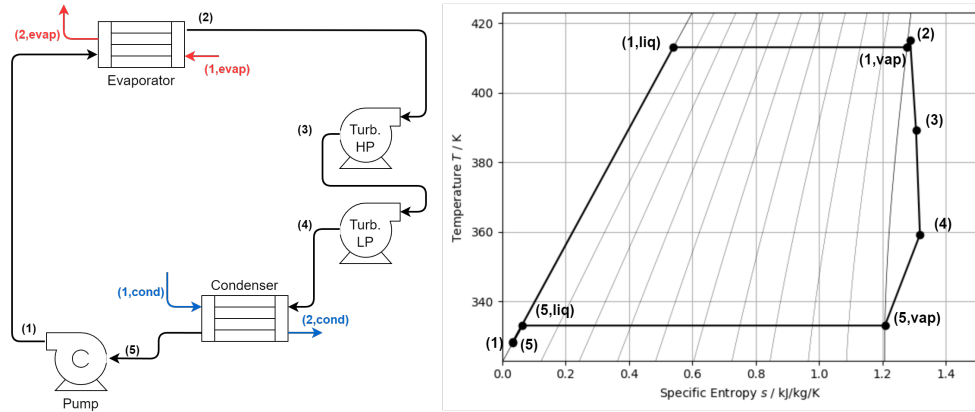 (2)
(2,evap)
(1,evap)
Evaporator
(3)
Turb.
HP
(4)
Turb.
LP
Condenser
(1,cond)
(2,cond)
(1)
(5)
C
Pump
420
400
380
360
340
Temperature T / K
(1,liq)
(2)
(1,vap)
(3)
(4)
(5,liq)
(5,vap)
(1)
(5)
0.0 0.2 0.4 0.6 0.8 1.0 1.2 1.4
Specific Entropy s / kJ/kg/K